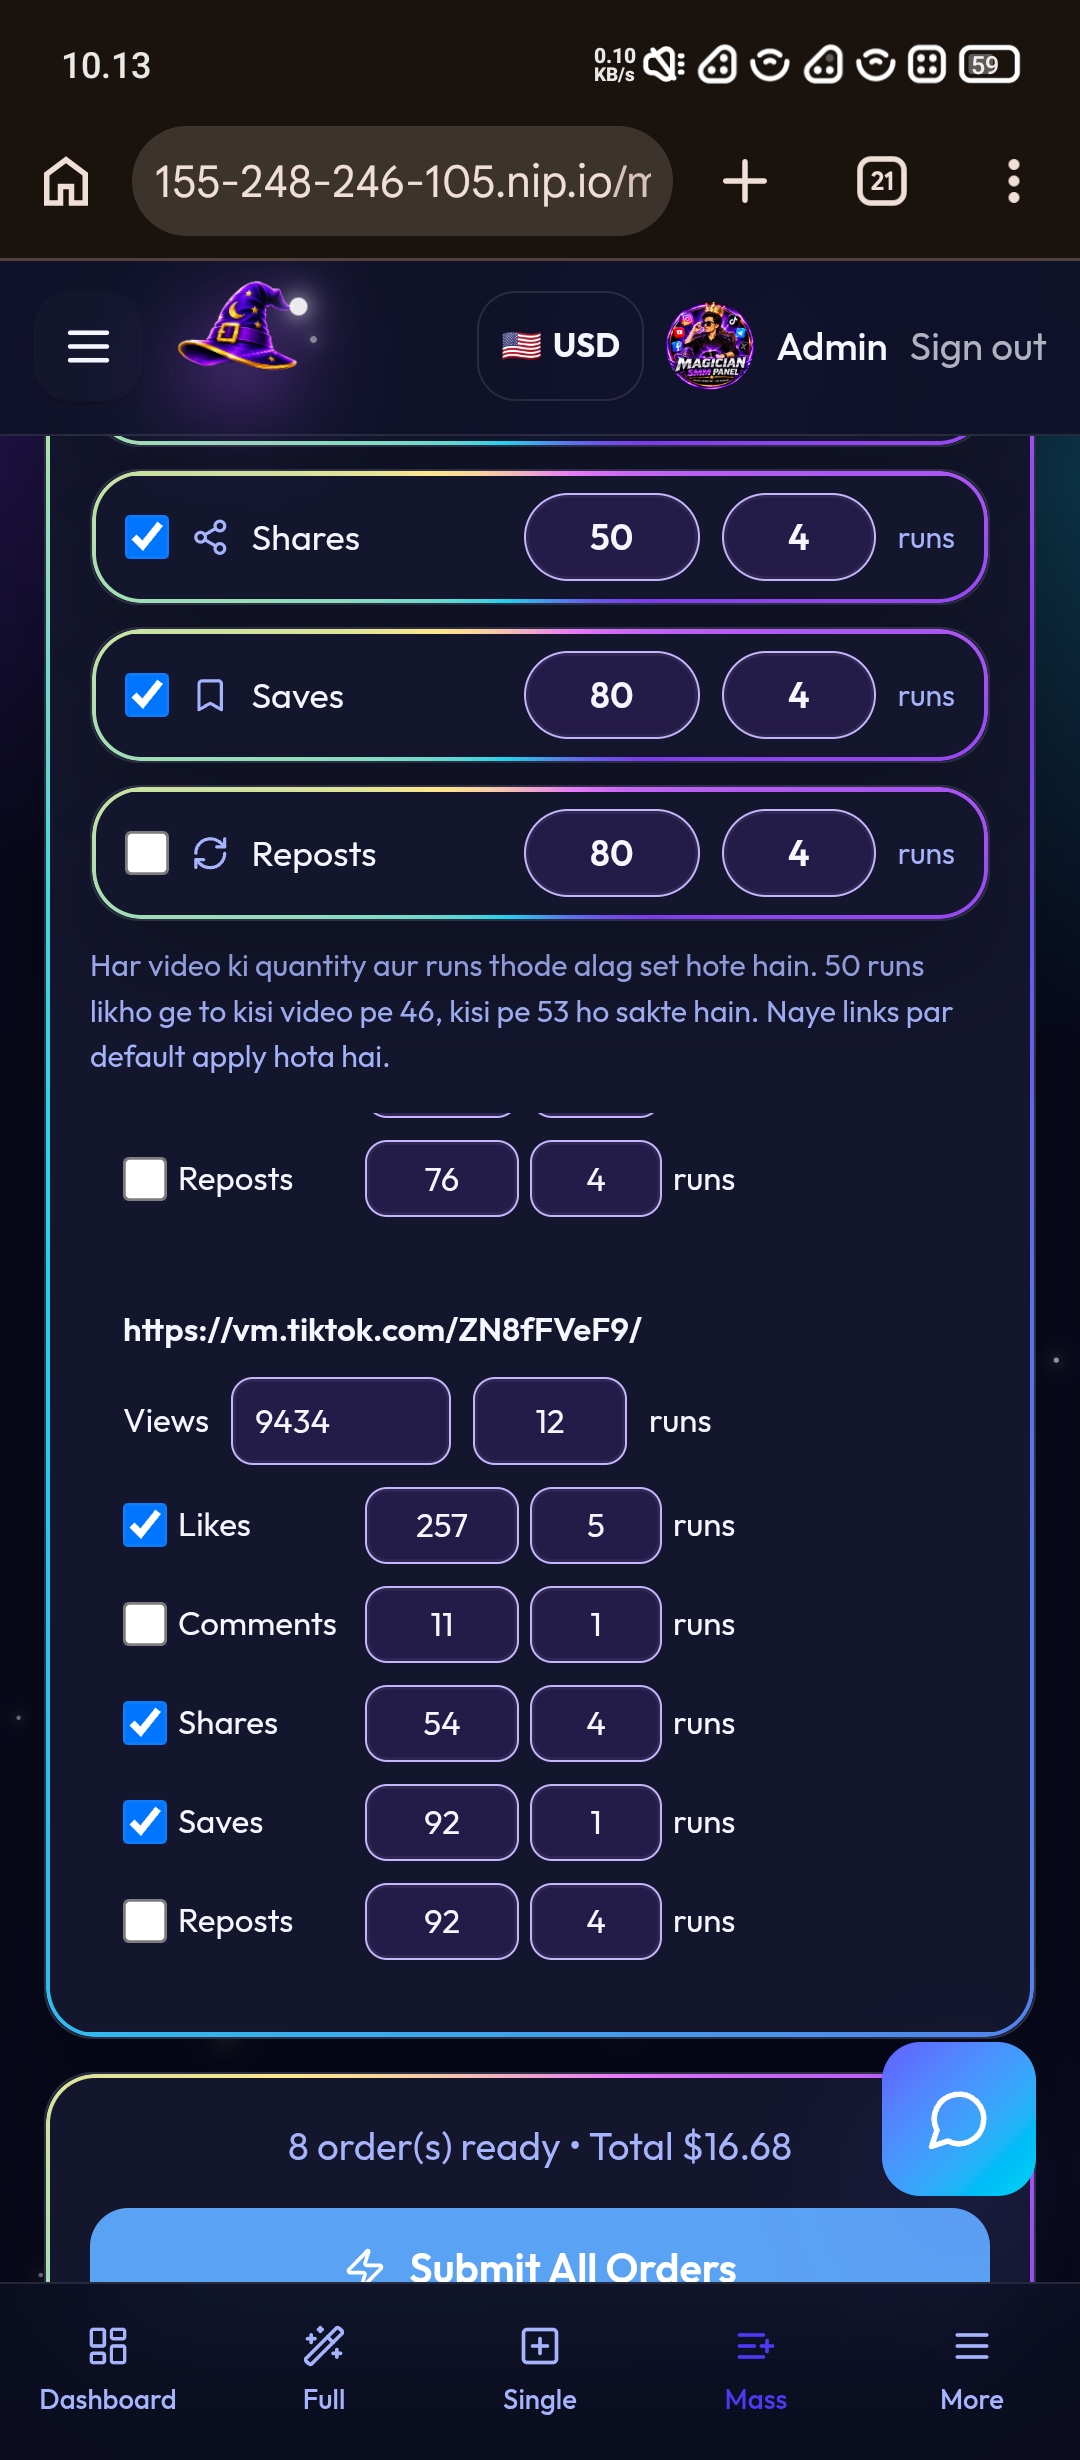 10.13
0.10
KB/s
59
155-248-246-105.nip.io/m
21
🇺🇸 USD
MAGICIAN
SMM PANEL
Admin
Sign out
Shares 50 4 runs
Saves 80 4 runs
Reposts 80 4 runs
Har video ki quantity aur runs thode alag set hote hain. 50 runs
likho ge to kisi video pe 46, kisi pe 53 ho sakte hain. Naye links par
default apply hota hai.
Reposts 76 4 runs
https://vm.tiktok.com/ZN8fFVeF9/
Views 9434 12 runs
Likes 257 5 runs
Comments 11 1 runs
Shares 54 4 runs
Saves 92 1 runs
Reposts 92 4 runs
8 order(s) ready • Total $16.68
Submit All Orders
Dashboard
Full
Single
Mass
More